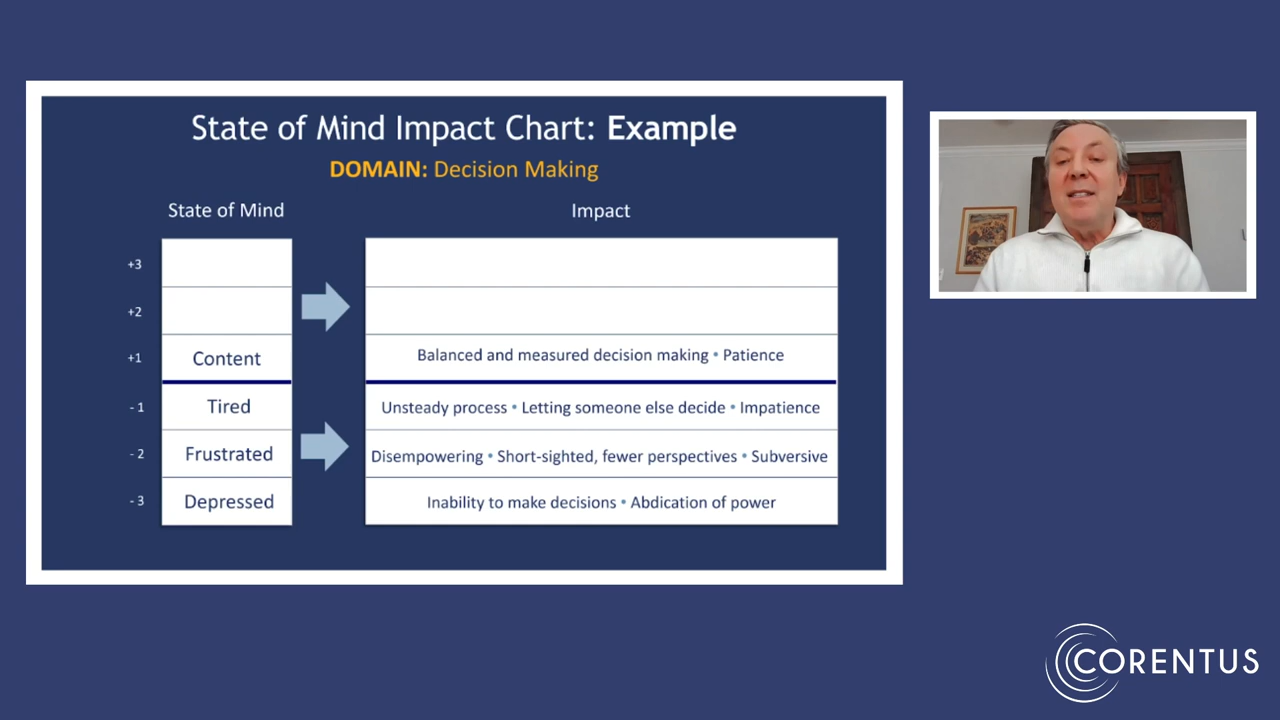 State of Mind Impact Chart: Example
DOMAIN: Decision Making
State of Mind Impact
+3
+2
+1 Content Balanced and measured decision making • Patience
- 1 Tired Unsteady process • Letting someone else decide • Impatience
- 2 Frustrated Disempowering • Short-sighted, fewer perspectives • Subversive
- 3 Depressed Inability to make decisions • Abdication of power
CORENTUS